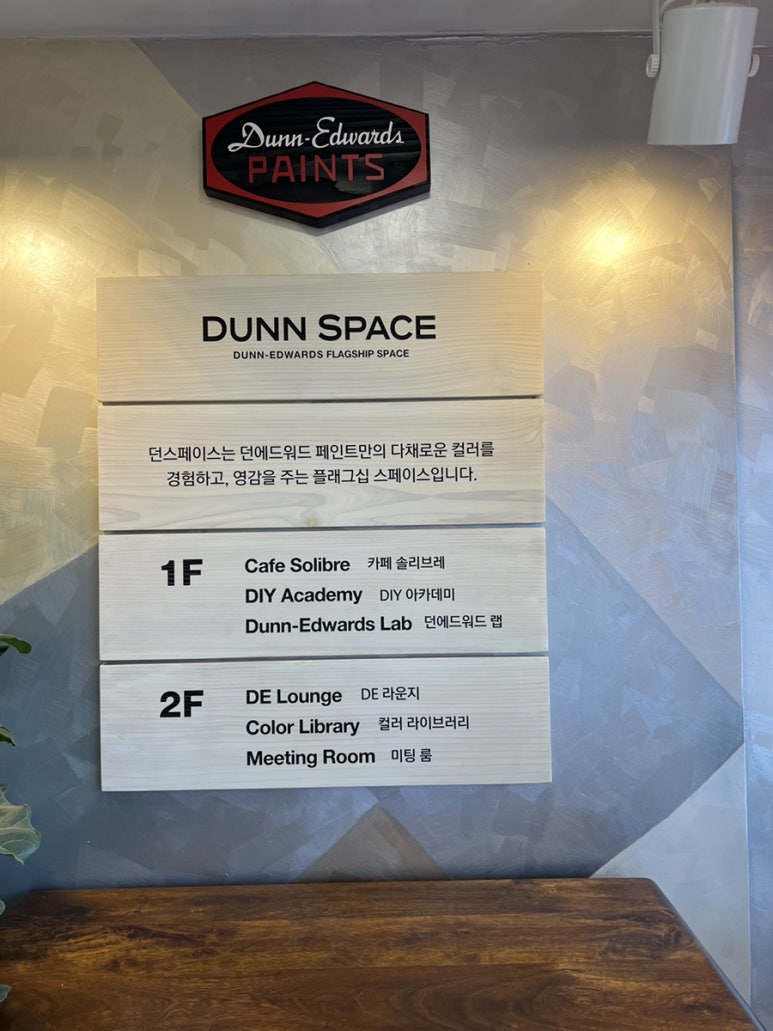 Dunn-Edwards
PAINTS
DUNN SPACE
DUNN-EDWARDS FLAGSHIP SPACE
던스페이스는 던에드워드 페인트만의 다채로운 컬러를
경험하고, 영감을 주는 플래그십 스페이스입니다.
1F Cafe Solibre 카페 솔리브레
DIY Academy DIY 아카데미
Dunn-Edwards Lab 던에드워드 랩
2F DE Lounge DE 라운지
Color Library 컬러 라이브러리
Meeting Room 미팅 룸